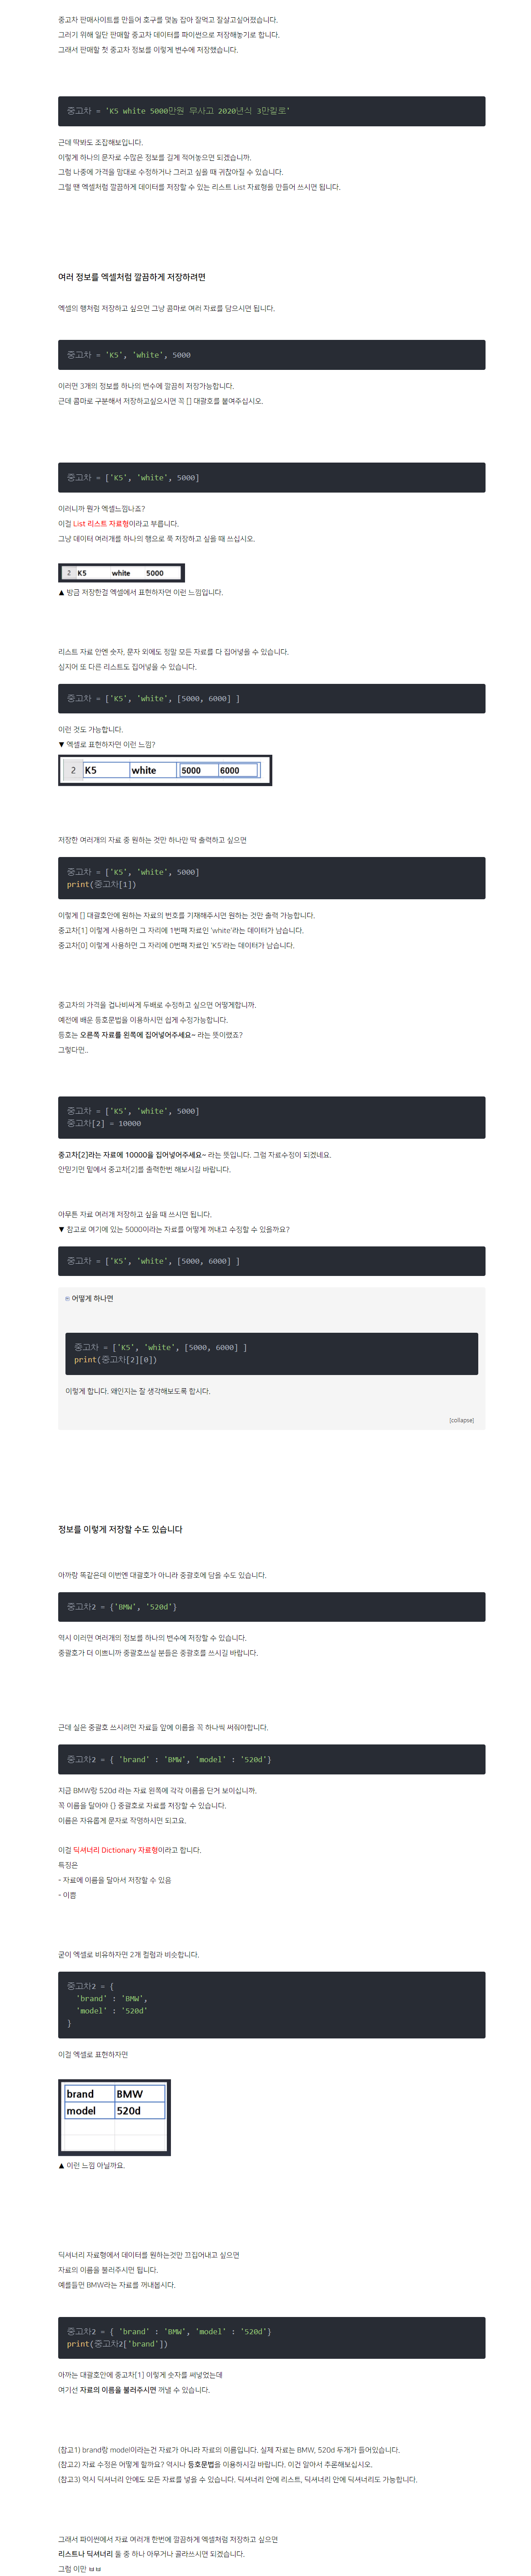 중고차 판매사이트를 만들어 호구를 몇놈 잡아 잘먹고 잘살고싶어졌습니다.
그러기 위해 일단 판매할 중고차 데이터를 파이썬으로 저장해놓기로 합니다.
그래서 판매할 첫 중고차 정보를 이렇게 변수에 저장했습니다.
중고차 = 'K5 white 5000만원 무사고 2020년식 3만킬로'
근데 딱봐도 조잡해보입니다.
이렇게 하나의 문자로 수많은 정보를 길게 적어놓으면 되겠습니까.
그럼 나중에 가격을 맘대로 수정하거나 그러고 싶을 때 귀찮아질 수 있습니다.
그럴 땐 엑셀처럼 깔끔하게 데이터를 저장할 수 있는 리스트 List 자료형을 만들어 쓰시면 됩니다.
여러 정보를 엑셀처럼 깔끔하게 저장하려면
엑셀의 행처럼 저장하고 싶으면 그냥 콤마로 여러 자료를 담으시면 됩니다.
중고차 = 'K5', 'white', 5000
이러면 3개의 정보를 하나의 변수에 깔끔히 저장가능합니다.
근데 콤마로 구분해서 저장하고싶으시면 꼭 [] 대괄호를 붙여주십시오.
중고차 = ['K5', 'white', 5000]
이러니까 뭔가 엑셀느낌나죠?
이걸 List 리스트 자료형이라고 부릅니다.
그냥 데이터 여러개를 하나의 행으로 쭉 저장하고 싶을 때 쓰십시오.
2 K5 white 5000
▲ 방금 저장한걸 엑셀에서 표현하자면 이런 느낌입니다.
리스트 자료 안엔 숫자, 문자 외에도 정말 모든 자료를 다 집어넣을 수 있습니다.
심지어 또 다른 리스트도 집어넣을 수 있습니다.
중고차 = ['K5', 'white', [5000, 6000] ]
이런 것도 가능합니다.
▼ 엑셀로 표현하자면 이런 느낌?
2 K5 white 5000 6000
저장한 여러개의 자료 중 원하는 것만 하나만 딱 출력하고 싶으면
중고차 = ['K5', 'white', 5000]
print(중고차[1])
이렇게 [] 대괄호안에 원하는 자료의 번호를 기재해주시면 원하는 것만 출력 가능합니다.
중고차[1] 이렇게 사용하면 그 자리에 1번째 자료인 'white'라는 데이터가 남습니다.
중고차[0] 이렇게 사용하면 그 자리에 0번째 자료인 'K5'라는 데이터가 남습니다.
중고차의 가격을 겁나비싸게 두배로 수정하고 싶으면 어떻게합니까.
예전에 배운 등호문법을 이용하시면 쉽게 수정가능합니다.
등호는 오른쪽 자료를 왼쪽에 집어넣어주세요~ 라는 뜻이랬죠?
그렇다면..
중고차 = ['K5', 'white', 5000]
중고차[2] = 10000
중고차[2]라는 자료에 10000을 집어넣어주세요~ 라는 뜻입니다. 그럼 자료수정이 되겠네요.
안믿기면 밑에서 중고차[2]를 출력한번 해보시길 바랍니다.
아무튼 자료 여러개 저장하고 싶을 때 쓰시면 됩니다.
▼ 참고로 여기에 있는 5000이라는 자료를 어떻게 꺼내고 수정할 수 있을까요?
중고차 = ['K5', 'white', [5000, 6000] ]
어떻게 하냐면
중고차 = ['K5', 'white', [5000, 6000] ]
print(중고차[2][0])
이렇게 합니다. 왜인지는 잘 생각해보도록 합시다.
[collapse]
정보를 이렇게 저장할 수도 있습니다
아까랑 똑같은데 이번엔 대괄호가 아니라 중괄호에 담을 수도 있습니다.
중고차2 = {'BMW', '520d'}
역시 이러면 여러개의 정보를 하나의 변수에 저장할 수 있습니다.
중괄호가 더 이쁘니까 중괄호쓰실 분들은 중괄호를 쓰시길 바랍니다.
근데 실은 중괄호 쓰시려면 자료들 앞에 이름을 꼭 하나씩 써줘야합니다.
중고차2 = { 'brand' : 'BMW', 'model' : '520d'}
지금 BMW랑 520d 라는 자료 왼쪽에 각각 이름을 단거 보이십니까.
꼭 이름을 달아야 {} 중괄호로 자료를 저장할 수 있습니다.
이름은 자유롭게 문자로 작명하시면 되고요.
이걸 딕셔너리 Dictionary 자료형이라고 합니다.
특징은
- 자료에 이름을 달아서 저장할 수 있음
- 이쁨
굳이 엑셀로 비유하자면 2개 컬럼과 비슷합니다.
중고차2 = {
'brand' : 'BMW',
'model' : '520d'
}
이걸 엑셀로 표현하자면
brand BMW
model 520d
▲ 이런 느낌 아닐까요.
딕셔너리 자료형에서 데이터를 원하는것만 끄집어내고 싶으면
자료의 이름을 불러주시면 됩니다.
예를들면 BMW라는 자료를 꺼내봅시다.
중고차2 = { 'brand' : 'BMW', 'model' : '520d'}
print(중고차2['brand'])
아까는 대괄호안에 중고차[1] 이렇게 숫자를 써넣었는데
여기선 자료의 이름을 불러주시면 꺼낼 수 있습니다.
(참고1) brand랑 model이라는건 자료가 아니라 자료의 이름입니다. 실제 자료는 BMW, 520d 두개가 들어있습니다.
(참고2) 자료 수정은 어떻게 할까요? 역시나 등호문법을 이용하시길 바랍니다. 이건 알아서 추론해보십시오.
(참고3) 역시 딕셔너리 안에도 모든 자료를 넣을 수 있습니다. 딕셔너리 안에 리스트, 딕셔너리 안에 딕셔너리도 가능합니다.
그래서 파이썬에서 자료 여러개 한번에 깔끔하게 엑셀처럼 저장하고 싶으면
리스트나 딕셔너리 둘 중 하나 아무거나 골라쓰시면 되겠습니다.
그럼 이만 ㅂㅂ